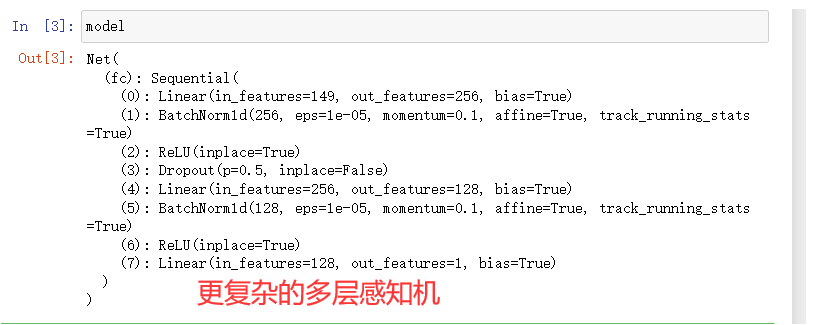 In [3]: model
Out[3]: Net(
(fc): Sequential(
(0): Linear(in_features=149, out_features=256, bias=True)
(1): BatchNorm1d(256, eps=1e-05, momentum=0.1, affine=True, track_running_stats
=True)
(2): ReLU(inplace=True)
(3): Dropout(p=0.5, inplace=False)
(4): Linear(in_features=256, out_features=128, bias=True)
(5): BatchNorm1d(128, eps=1e-05, momentum=0.1, affine=True, track_running_stats
=True)
(6): ReLU(inplace=True)
(7): Linear(in_features=128, out_features=1, bias=True)
)
)
更复杂的多层感知机